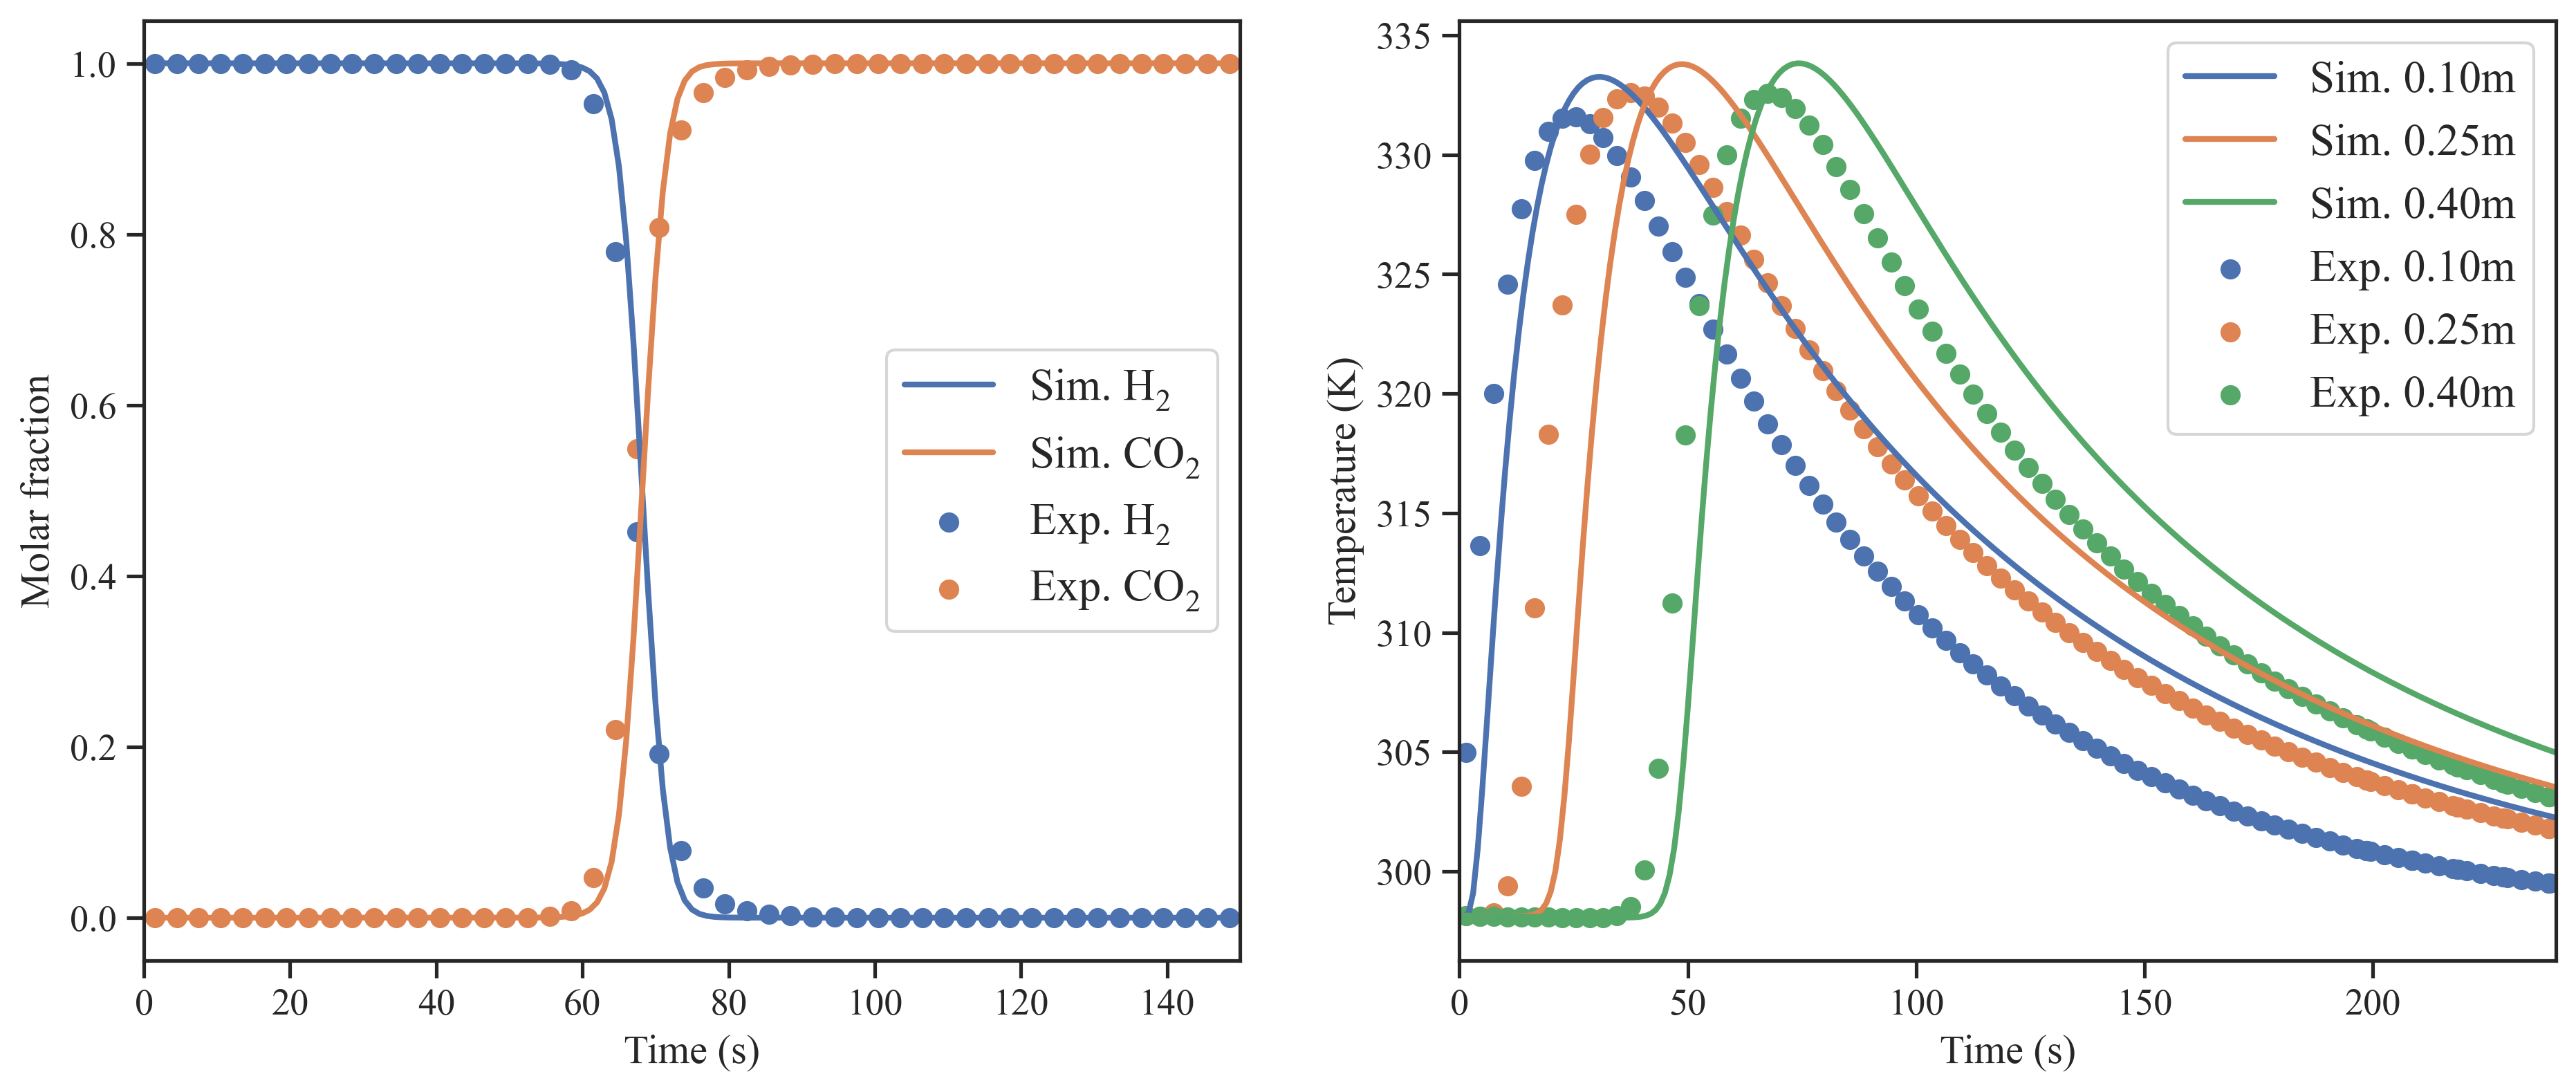 1.0
0.8
0.6
0.4
0.2
0.0
Molar fraction
0 20 40 60 80 100 120 140
Time (s)
Sim. H₂
Sim. CO₂
Exp. H₂
Exp. CO₂
335
330
325
320
315
310
305
300
Temperature (K)
0 50 100 150 200
Time (s)
Sim. 0.10m
Sim. 0.25m
Sim. 0.40m
Exp. 0.10m
Exp. 0.25m
Exp. 0.40m